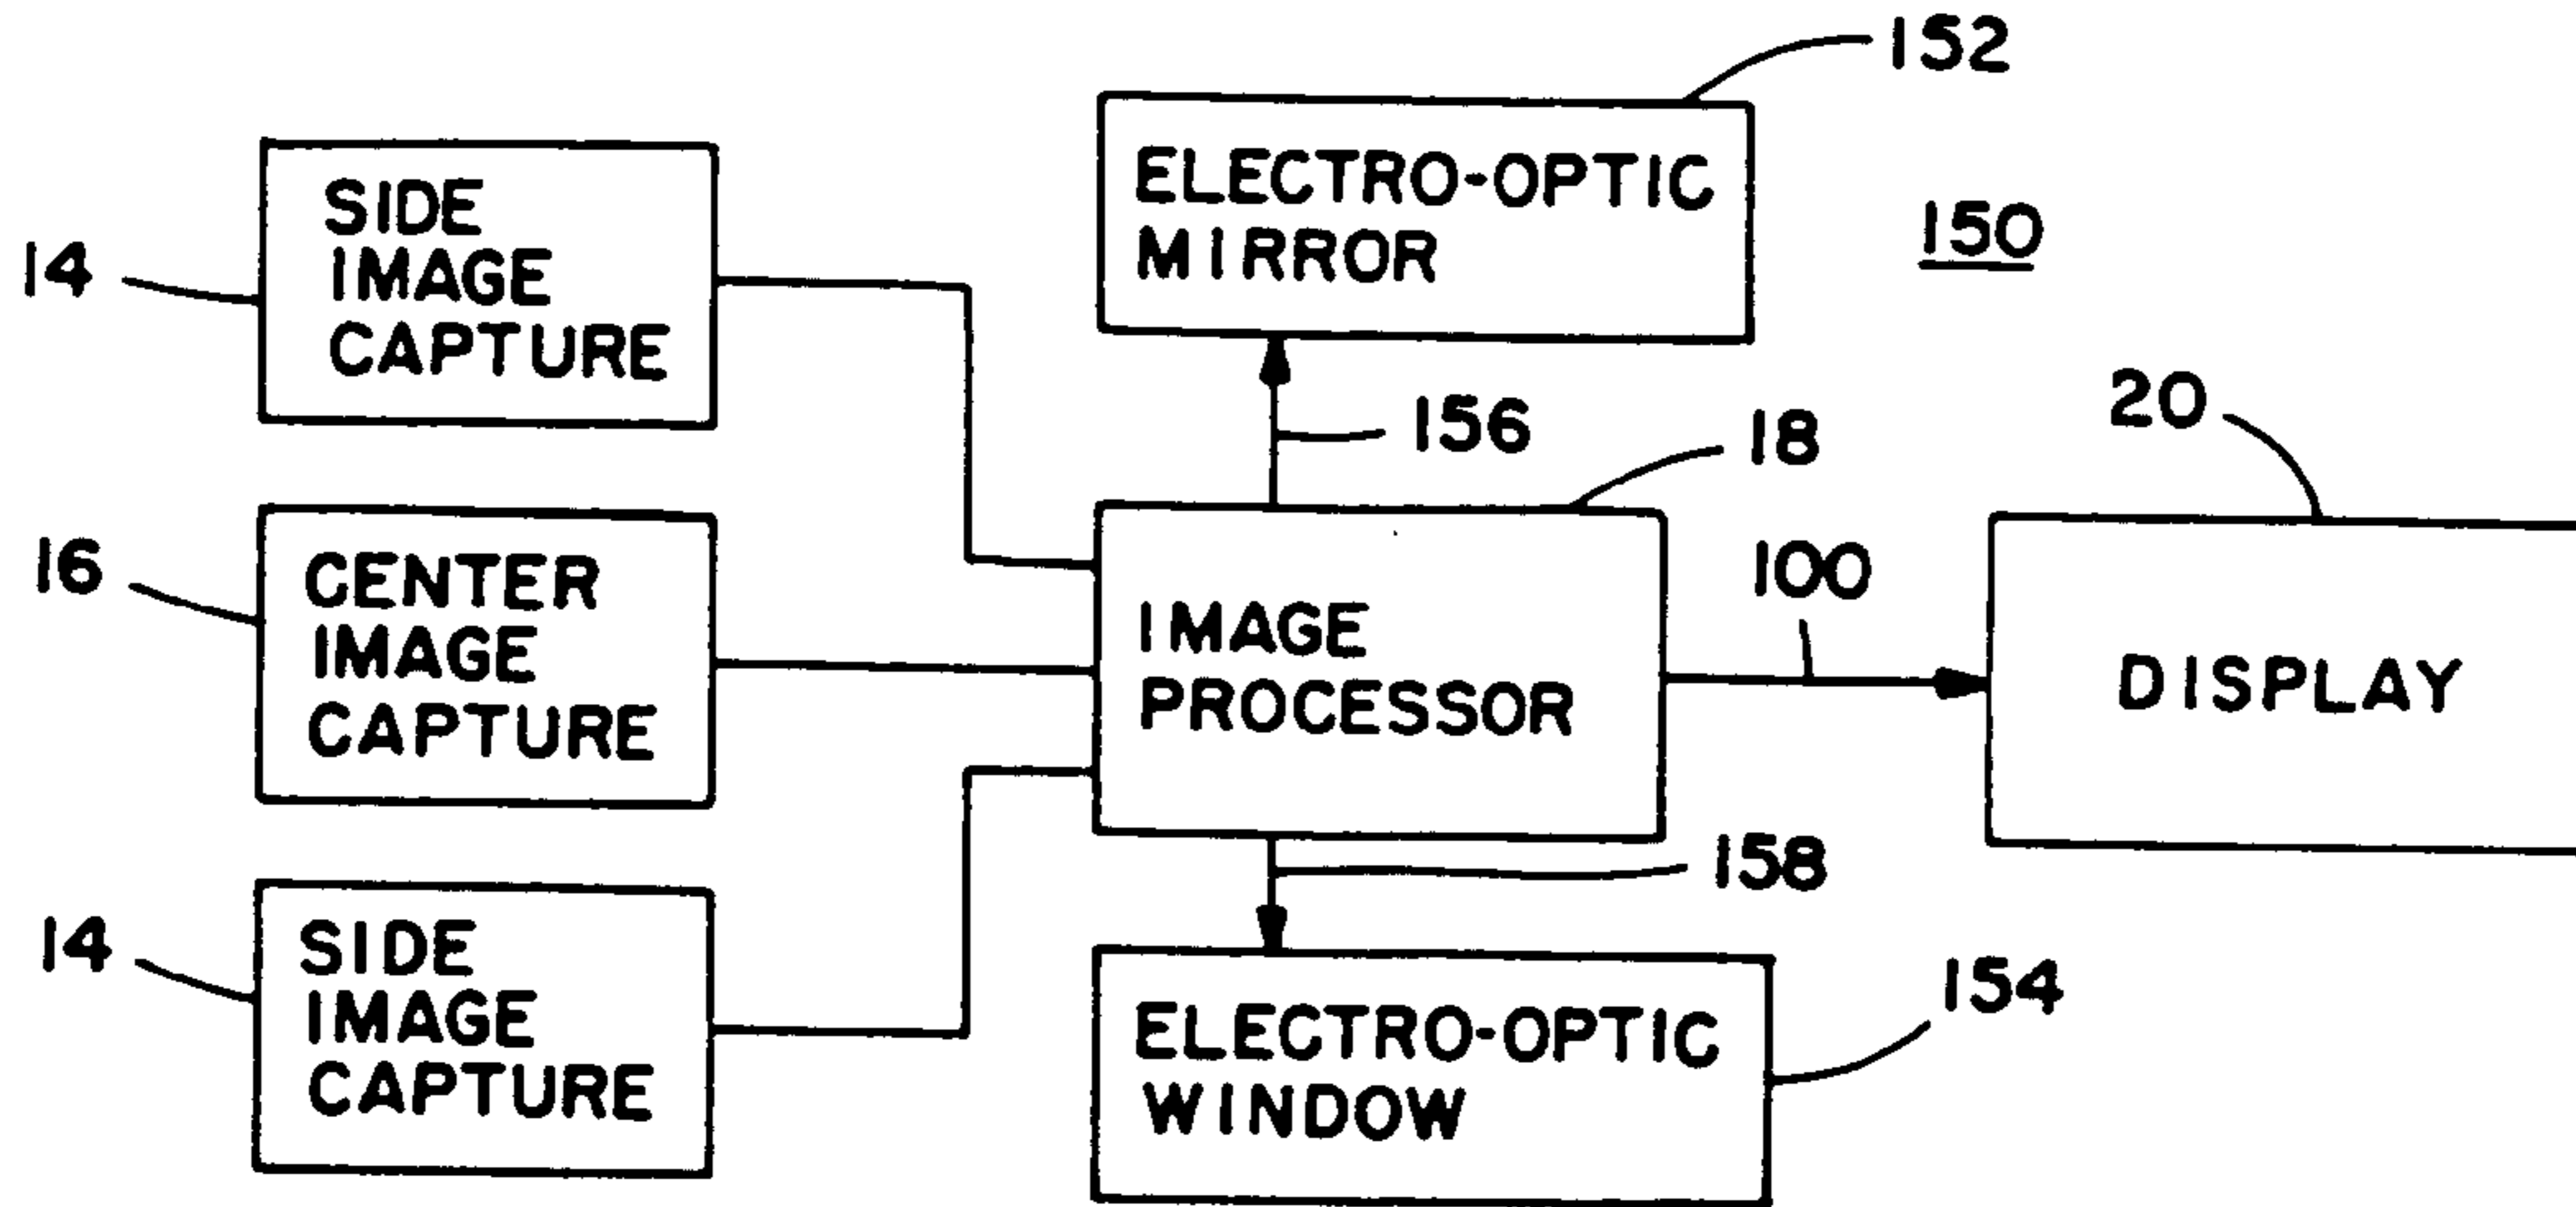 152
ELECTRO-OPTIC
MIRROR
150
14
SIDE
IMAGE
CAPTURE
156
18
20
16
CENTER
IMAGE
CAPTURE
IMAGE
PROCESSOR
100
DISPLAY
158
14
SIDE
IMAGE
CAPTURE
ELECTRO-OPTIC
WINDOW
154